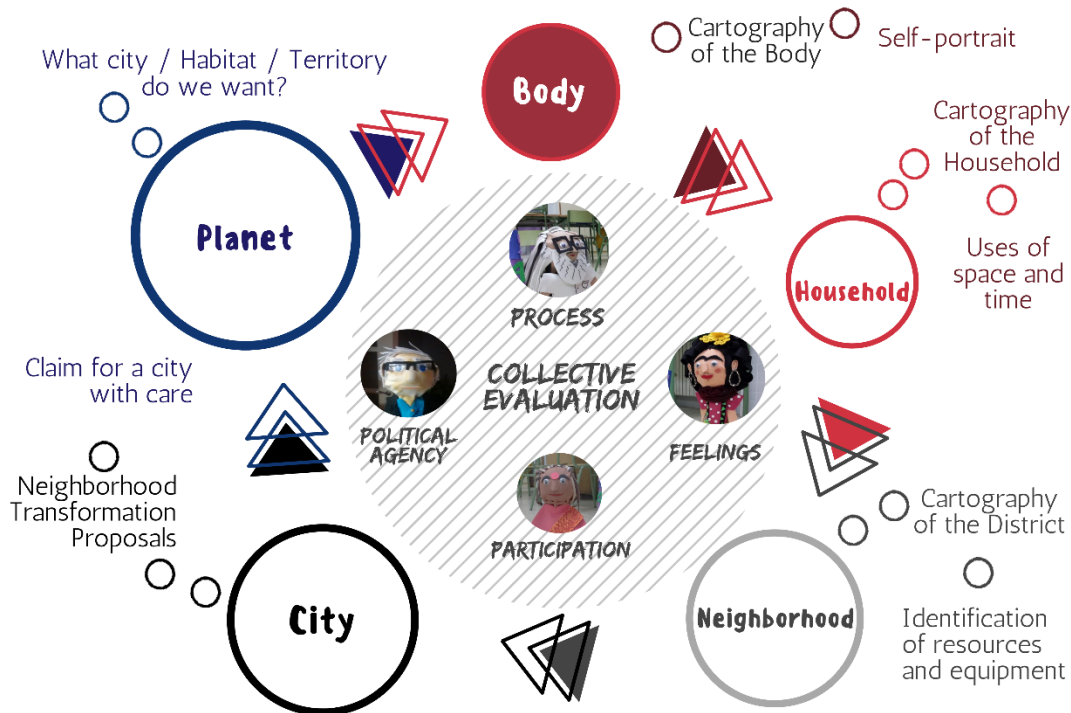 Body
Cartography
of the Body
Self-portrait
What city / Habitat / Territory
do we want?
Planet
Cartography
of the
Household
Household
Uses of
space and
time
PROCESS
COLLECTIVE
EVALUATION
POLITICAL
AGENCY
FEELINGS
PARTICIPATION
Claim for a city
with care
Neighborhood
Transformation
Proposals
City
Neighborhood
Cartography
of the District
Identification
of resources
and equipment